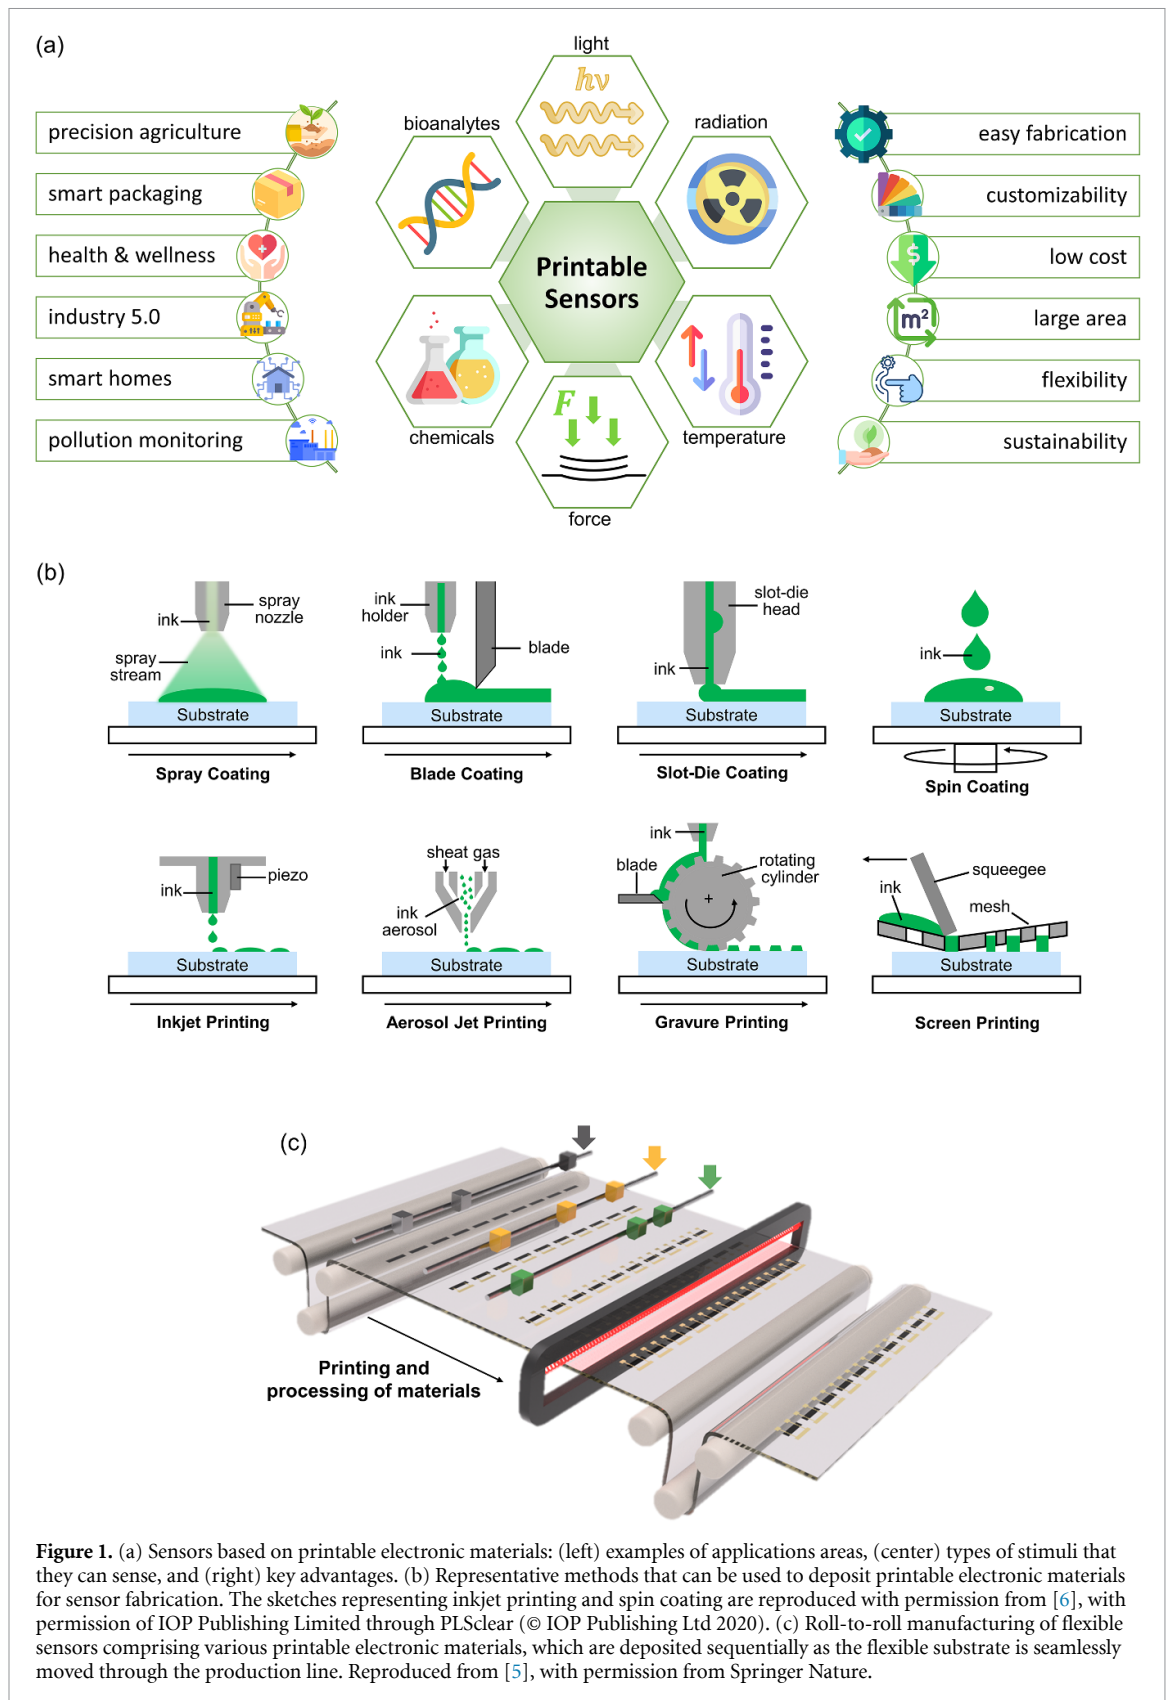 (a)
precision agriculture
smart packaging
health & wellness
industry 5.0
smart homes
pollution monitoring
light
hν
bioanalytes
radiation
Printable
Sensors
chemicals
temperature
F
force
easy fabrication
customizability
$
low cost
m²
large area
flexibility
sustainability
(b)
ink
spray
nozzle
spray
stream
Substrate
Spray Coating
ink
holder
ink
blade
Substrate
Blade Coating
slot-die
head
ink
Substrate
Slot-Die Coating
ink
Substrate
Spin Coating
ink
piezo
Substrate
Inkjet Printing
sheat gas
ink
aerosol
Substrate
Aerosol Jet Printing
ink
blade
rotating
cylinder
+
Substrate
Gravure Printing
squeegee
ink
mesh
Substrate
Screen Printing
(c)
Printing and
processing of materials
Figure 1. (a) Sensors based on printable electronic materials: (left) examples of applications areas, (center) types of stimuli that
they can sense, and (right) key advantages. (b) Representative methods that can be used to deposit printable electronic materials
for sensor fabrication. The sketches representing inkjet printing and spin coating are reproduced with permission from [6], with
permission of IOP Publishing Limited through PLSclear (© IOP Publishing Ltd 2020). (c) Roll-to-roll manufacturing of flexible
sensors comprising various printable electronic materials, which are deposited sequentially as the flexible substrate is seamlessly
moved through the production line. Reproduced from [5], with permission from Springer Nature.